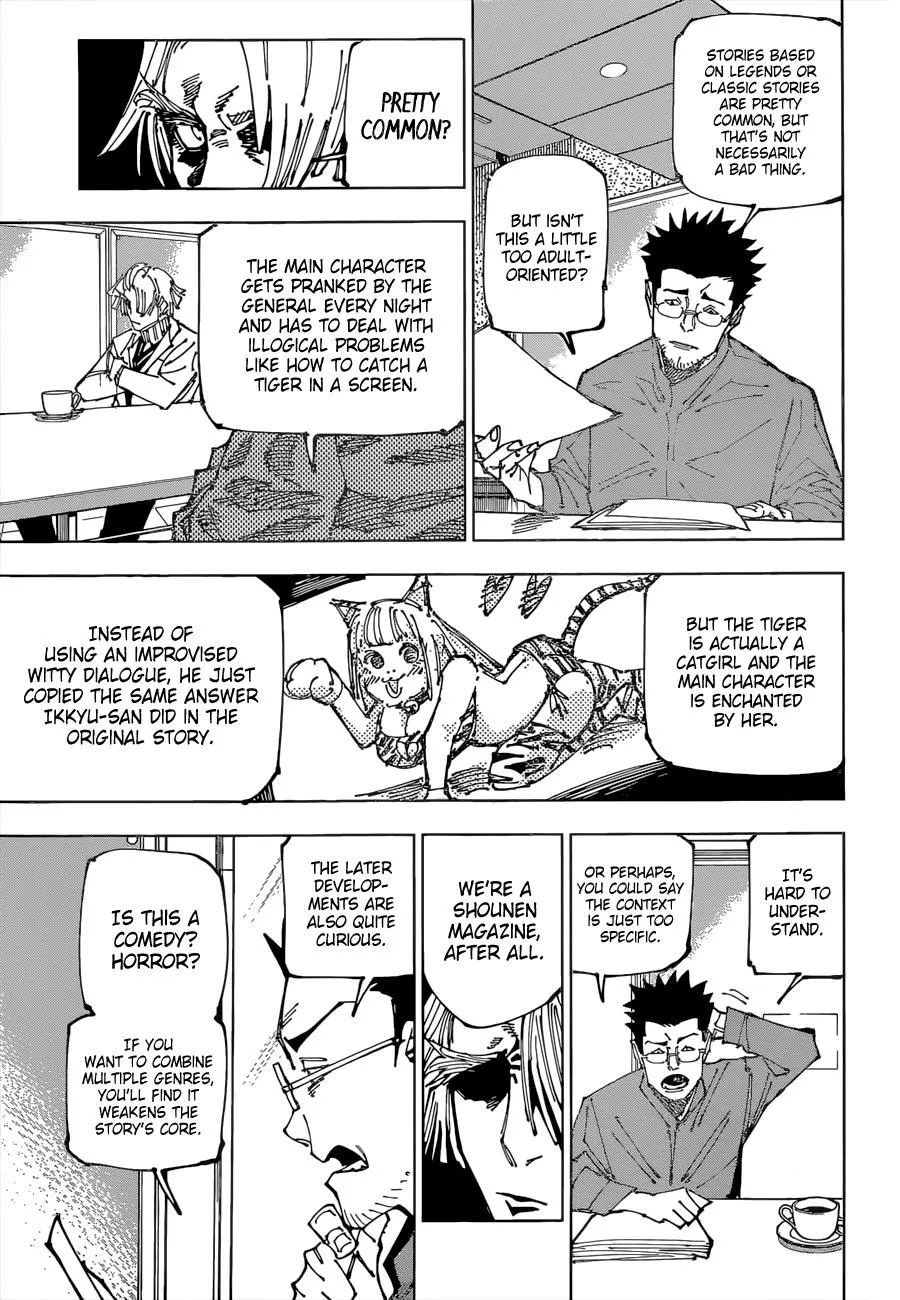 STORIES BASED
ON LEGENDS OR
CLASSIC STORIES
ARE PRETTY
COMMON, BUT
THAT'S NOT
NECESSARILY
A BAD THING.
BUT ISN'T
THIS A LITTLE
TOO ADULT-
ORIENTED?
PRETTY
COMMON?
THE MAIN CHARACTER
GETS PRANKED BY THE
GENERAL EVERY NIGHT
AND HAS TO DEAL WITH
ILLOGICAL PROBLEMS
LIKE HOW TO CATCH A
TIGER IN A SCREEN.
BUT THE TIGER
IS ACTUALLY A
CATGIRL AND THE
MAIN CHARACTER
IS ENCHANTED
BY HER.
INSTEAD OF
USING AN IMPROVISED
WITTY DIALOGUE, HE JUST
COPIED THE SAME ANSWER
IKKYU-SAN DID IN THE
ORIGINAL STORY.
IT'S
HARD TO
UNDER-
STAND.
OR PERHAPS,
YOU COULD SAY
THE CONTEXT
IS JUST TOO
SPECIFIC.
WE'RE A
SHOUNEN
MAGAZINE,
AFTER ALL.
THE LATER
DEVELOP-
MENTS ARE
ALSO QUITE
CURIOUS.
IS THIS A
COMEDY?
HORROR?
IF YOU
WANT TO COMBINE
MULTIPLE GENRES,
YOU'LL FIND IT
WEAKENS THE
STORY'S CORE.